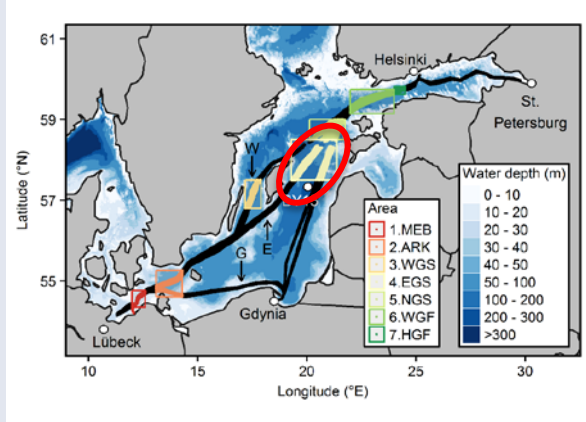 61
59
57
55
Latitude (°N)
10
15
20
25
30
Longitude (°E)
Helsinki
St.
Petersburg
W
E
G
Gdynia
Lübeck
Area
1.MEB
2.ARK
3.WGS
4.EGS
5.NGS
6.WGF
7.HGF
Water depth (m)
0 - 10
10 - 20
20 - 30
30 - 40
40 - 50
50 - 100
100 - 200
200 - 300
>300